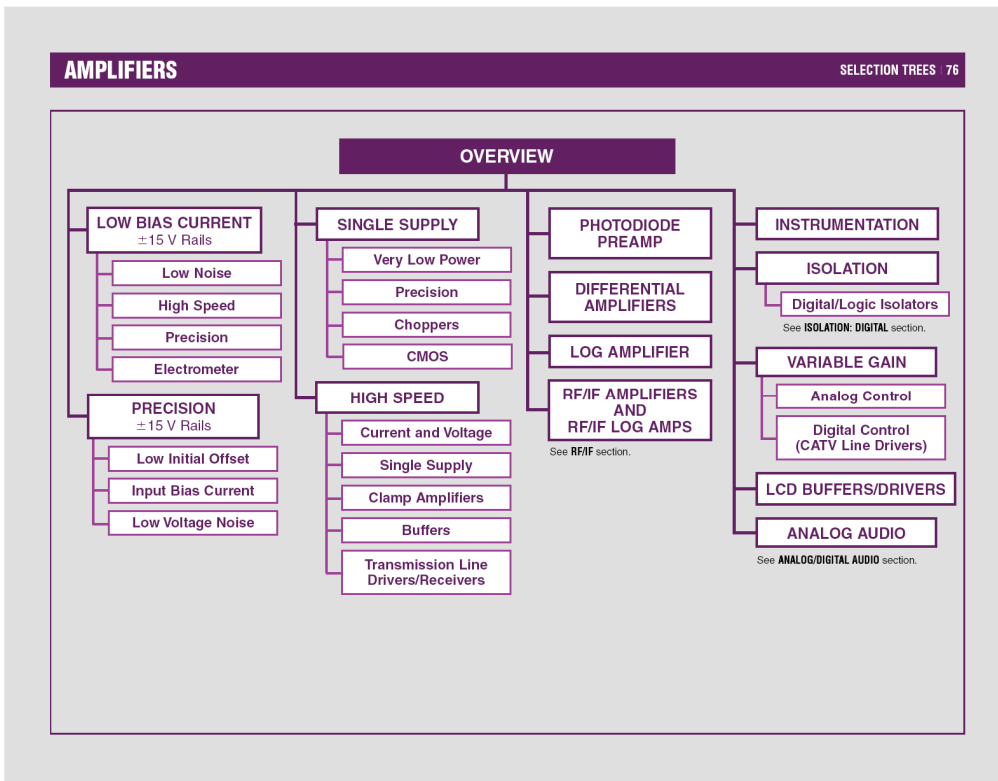 AMPLIFIERS
SELECTION TREES | 76
OVERVIEW
LOW BIAS CURRENT
±15 V Rails
Low Noise
High Speed
Precision
Electrometer
PRECISION
±15 V Rails
Low Initial Offset
Input Bias Current
Low Voltage Noise
SINGLE SUPPLY
Very Low Power
Precision
Choppers
CMOS
HIGH SPEED
Current and Voltage
Single Supply
Clamp Amplifiers
Buffers
Transmission Line
Drivers/Receivers
PHOTODIODE
PREAMP
DIFFERENTIAL
AMPLIFIERS
LOG AMPLIFIER
RF/IF AMPLIFIERS
AND
RF/IF LOG AMPS
See RF/IF section.
INSTRUMENTATION
ISOLATION
Digital/Logic Isolators
See ISOLATION: DIGITAL section.
VARIABLE GAIN
Analog Control
Digital Control
(CATV Line Drivers)
LCD BUFFERS/DRIVERS
ANALOG AUDIO
See ANALOG/DIGITAL AUDIO section.